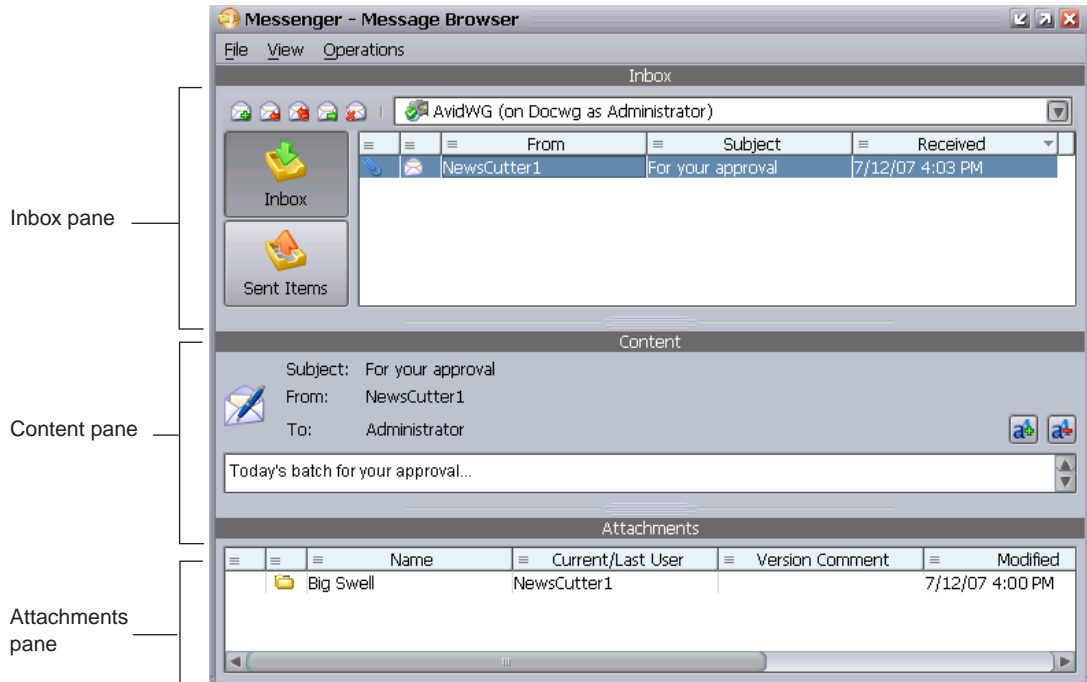 Messenger - Message Browser
File View Operations
Inbox
AvidWG (on Docwg as Administrator)
From Subject Received
NewsCutter1 For your approval 7/12/07 4:03 PM
Inbox
Inbox pane
Sent Items
Content
Subject: For your approval
From: NewsCutter1
Content pane
To: Administrator
Today's batch for your approval...
Attachments
Name Current/Last User Version Comment Modified
Big Swell NewsCutter1 7/12/07 4:00 PM
Attachments
pane